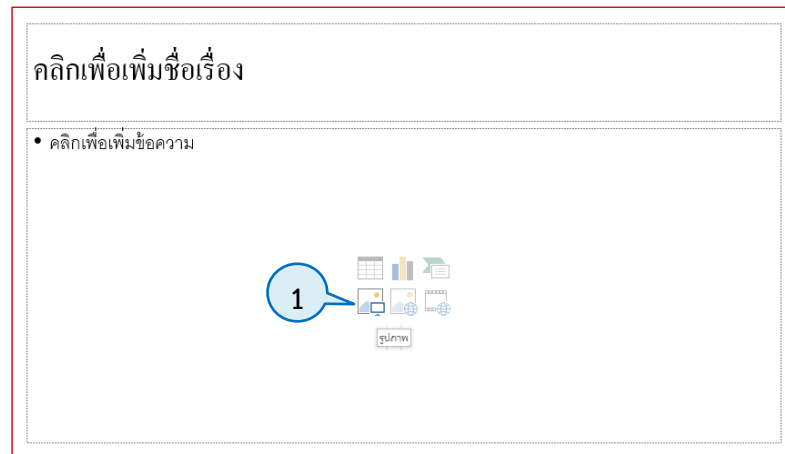 คลิกเพื่อเพิ่มชื่อเรื่อง
• คลิกเพื่อเพิ่มข้อความ
1
รูปภาพ